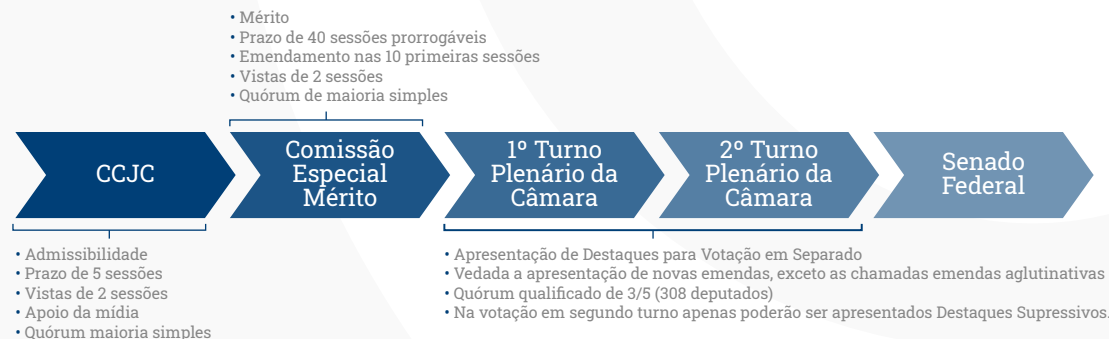 • Mérito
• Prazo de 40 sessões prorrogáveis
• Emendamento nas 10 primeiras sessões
• Vistas de 2 sessões
• Quórum de maioria simples
CCJC
Comissão
Especial
Mérito
1º Turno
Plenário da
Câmara
2º Turno
Plenário da
Câmara
Senado
Federal
• Admissibilidade
• Prazo de 5 sessões
• Vistas de 2 sessões
• Apoio da mídia
• Quórum maioria simples
• Apresentação de Destaques para Votação em Separado
• Vedada a apresentação de novas emendas, exceto as chamadas emendas aglutinativas
• Quórum qualificado de 3/5 (308 deputados)
• Na votação em segundo turno apenas poderão ser apresentados Destaques Supressivos.